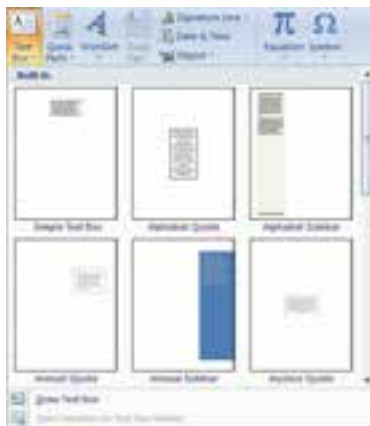 Signature Line
Date & Time
Object
Text Box
Quick Parts
WordArt
Drop Cap
Equation
Symbol
Built-In
Simple Text Box
Alphabet Quote
Alphabet Sidebar
Annual Quote
Annual Sidebar
Austere Quote
Draw Text Box